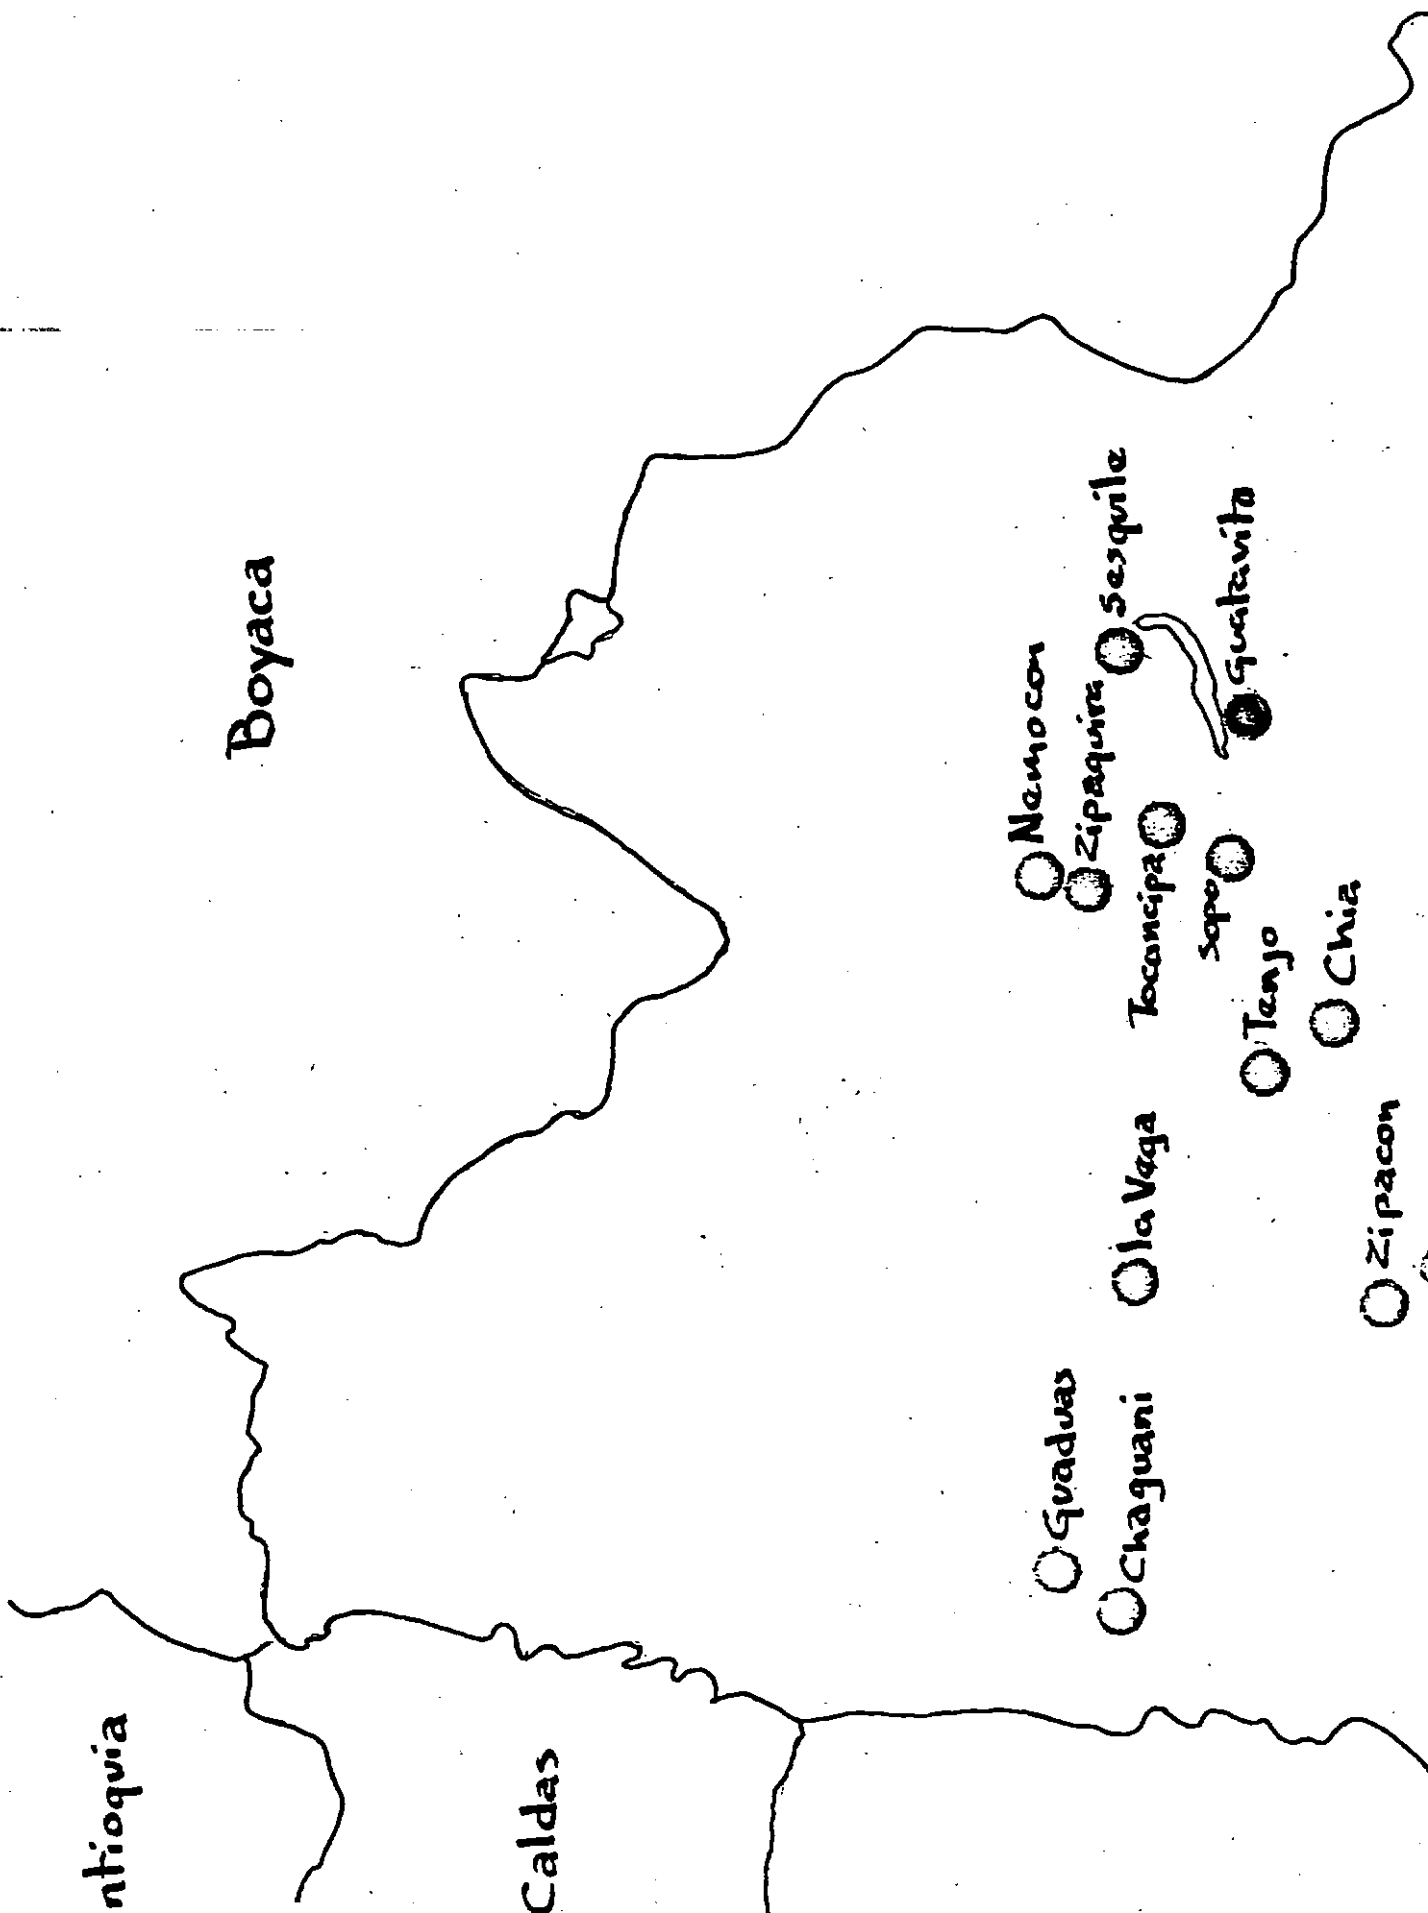 Boyaca
ntioquia
Caldas
Nemocon
Zipaquira
Sesquile
Tocancipa
Sopo
Guatavita
Tenjo
Chia
la Vega
Zipacon
Guaduas
Chaguani